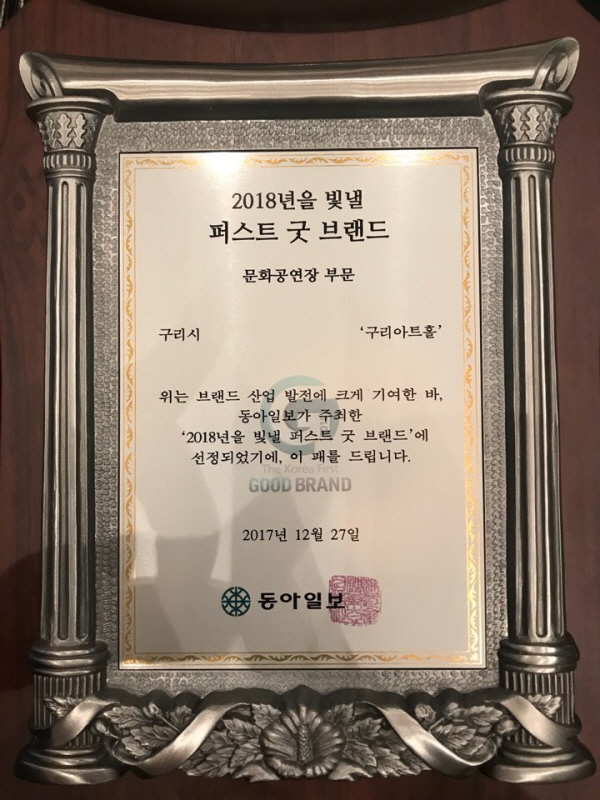 2018년을 빛낼
퍼스트 굿 브랜드
문화공연장 부문
구리시 '구리아트홀'
위는 브랜드 산업 발전에 크게 기여한 바,
동아일보가 주최한
'2018년을 빛낼 퍼스트 굿 브랜드'에
선정되었기에, 이 패를 드립니다.
The Korea First
GOOD BRAND
2017년 12월 27일
동아일보